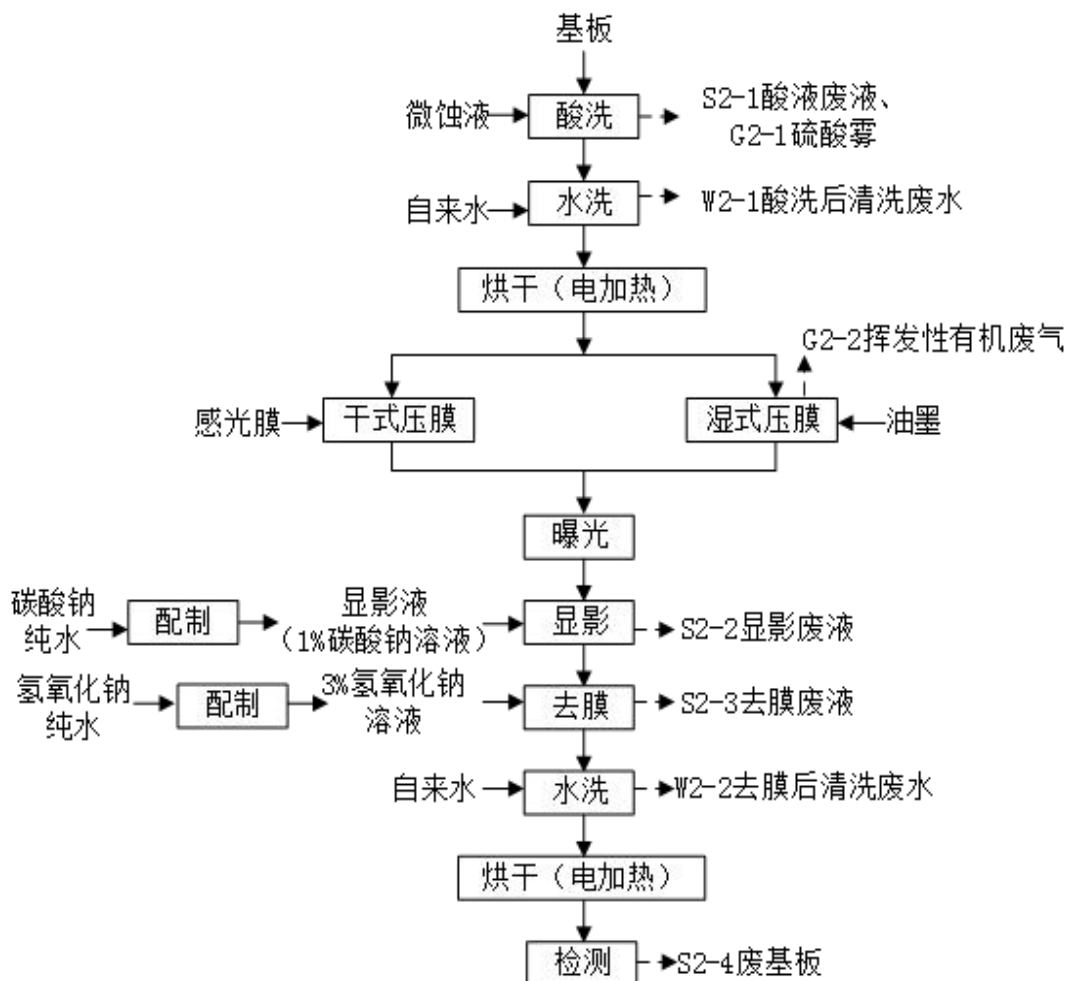 基板
微蚀液
酸洗
S2-1酸液废液、
G2-1硫酸雾
自来水
水洗
W2-1酸洗后清洗废水
烘干（电加热）
G2-2挥发性有机废气
感光膜
干式压膜
湿式压膜
油墨
曝光
碳酸钠
纯水
配制
显影液
（1%碳酸钠溶液）
显影
S2-2显影废液
氢氧化钠
纯水
配制
3%氢氧化钠
溶液
去膜
S2-3去膜废液
自来水
水洗
W2-2去膜后清洗废水
烘干（电加热）
检测
S2-4废基板